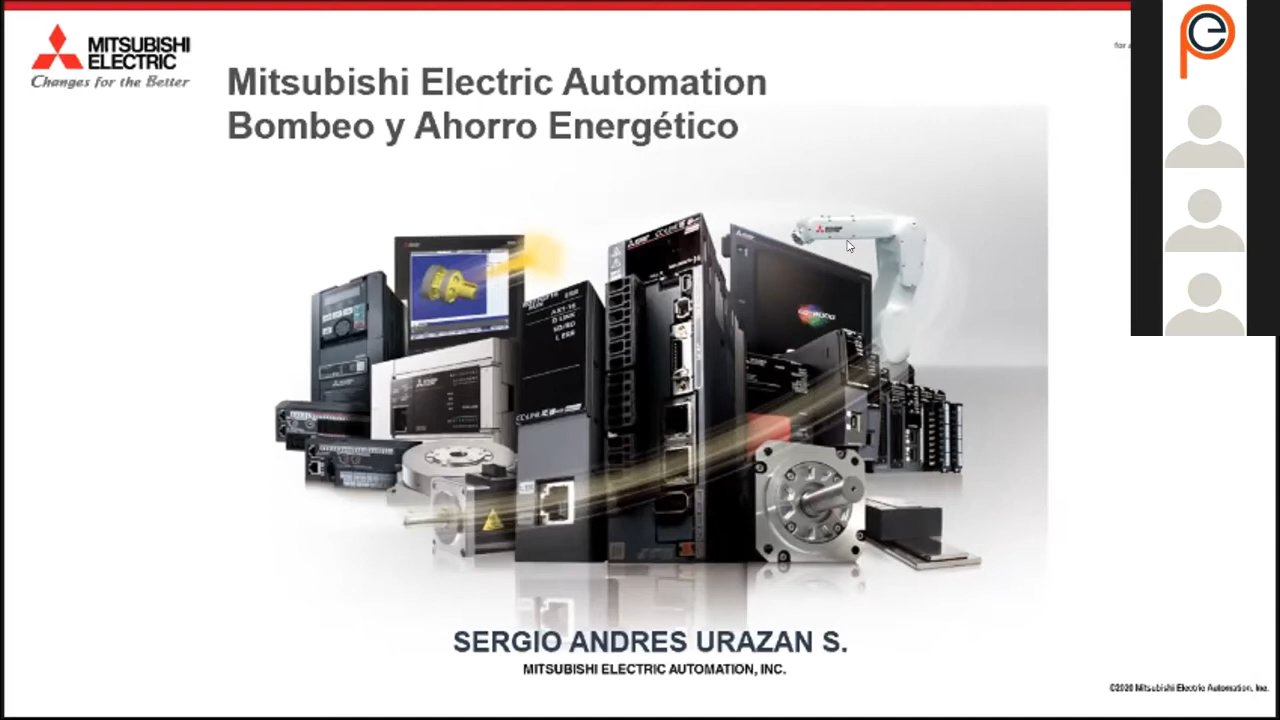 MITSUBISHI
ELECTRIC
Changes for the Better
Mitsubishi Electric Automation
Bombeo y Ahorro Energético
for
SERGIO ANDRES URAZAN S.
MITSUBISHI ELECTRIC AUTOMATION, INC.
©2020 Mitsubishi Electric Automation, Inc.